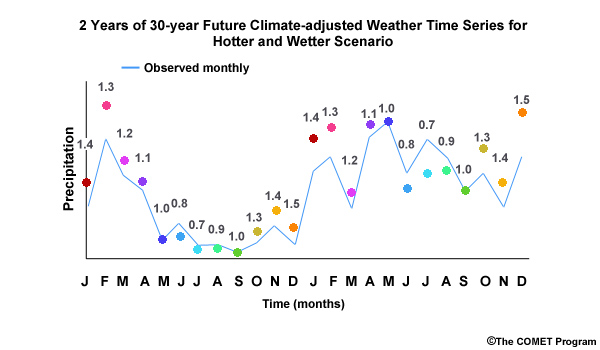 2 Years of 30-year Future Climate-adjusted Weather Time Series for
Hotter and Wetter Scenario
Observed monthly
Precipitation
1.4 1.3 1.2 1.1 1.0 0.8 0.7 0.9 1.0 1.3 1.4 1.5 1.4 1.3 1.2 1.1 1.0 0.8 0.7 0.9 1.0 1.3 1.4 1.5
J F M A M J J A S O N D J F M A M J J A S O N D
Time (months)
©The COMET Program